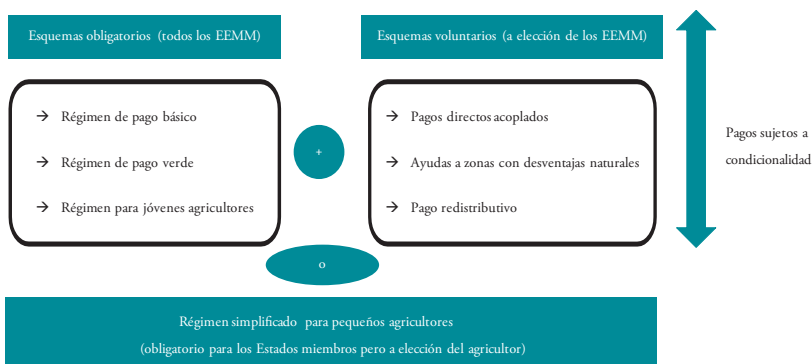 Esquemas obligatorios (todos los EEMM)
Esquemas voluntarios (a elección de los EEMM)
→ Régimen de pago básico
→ Régimen de pago verde
→ Régimen para jóvenes agricultores
+
→ Pagos directos acoplados
→ Ayudas a zonas con desventajas naturales
→ Pago redistributivo
Pagos sujetos a
condicionalidad
o
Régimen simplificado para pequeños agricultores
(obligatorio para los Estados miembros pero a elección del agricultor)